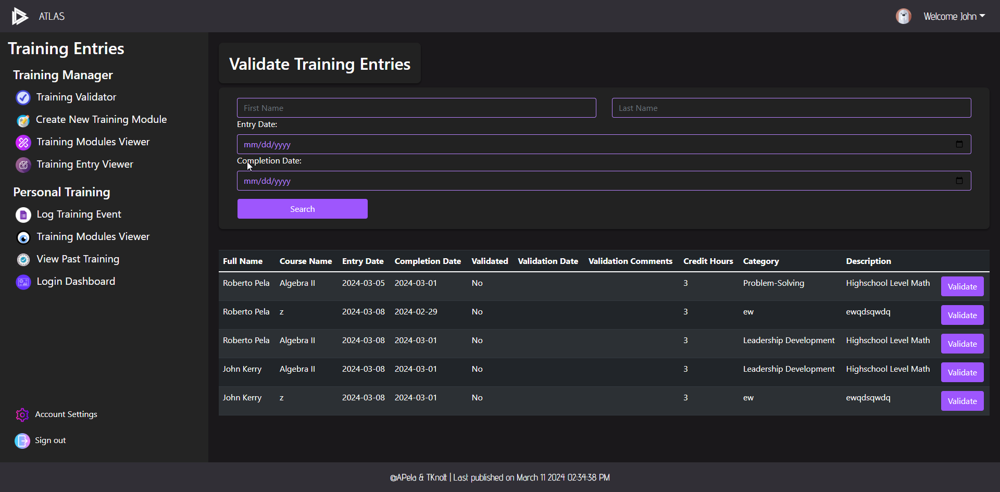 ATLAS
Welcome John
Training Entries
Training Manager
Training Validator
Create New Training Module
Training Modules Viewer
Training Entry Viewer
Personal Training
Log Training Event
Training Modules Viewer
View Past Training
Login Dashboard
Account Settings
Sign out
Validate Training Entries
First Name Last Name
Entry Date:
mm/dd/yyyy
Completion Date:
mm/dd/yyyy
Search
Full Name Course Name Entry Date Completion Date Validated Validation Date Validation Comments Credit Hours Category Description
Roberto Pela Algebra II 2024-03-05 2024-03-01 No 3 Problem-Solving Highschool Level Math Validate
Roberto Pela z 2024-03-08 2024-02-29 No 3 ew ewqdsqwdq Validate
Roberto Pela Algebra II 2024-03-08 2024-03-01 No 3 Leadership Development Highschool Level Math Validate
John Kerry Algebra II 2024-03-08 2024-03-01 No 3 Leadership Development Highschool Level Math Validate
John Kerry z 2024-03-08 2024-03-01 No 3 ew ewqdsqwdq Validate
@APela & TKnolt | Last published on March 11 2024 02:34:38 PM